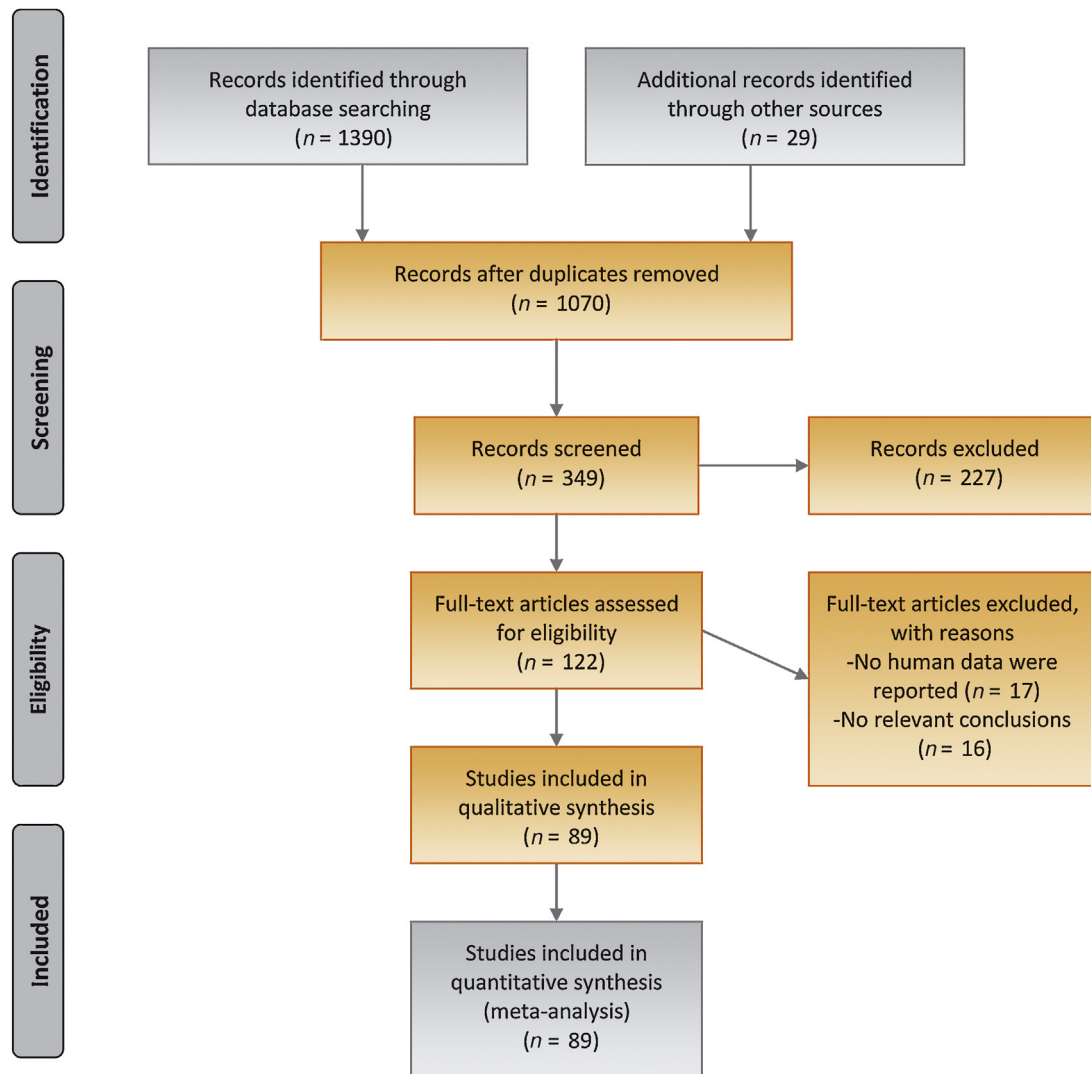 Identification
Records identified through
database searching
(n = 1390)
Additional records identified
through other sources
(n = 29)
Records after duplicates removed
(n = 1070)
Screening
Records screened
(n = 349)
Records excluded
(n = 227)
Eligibility
Full-text articles assessed
for eligibility
(n = 122)
Full-text articles excluded,
with reasons
-No human data were
reported (n = 17)
-No relevant conclusions
(n = 16)
Studies included in
qualitative synthesis
(n = 89)
Included
Studies included in
quantitative synthesis
(meta-analysis)
(n = 89)